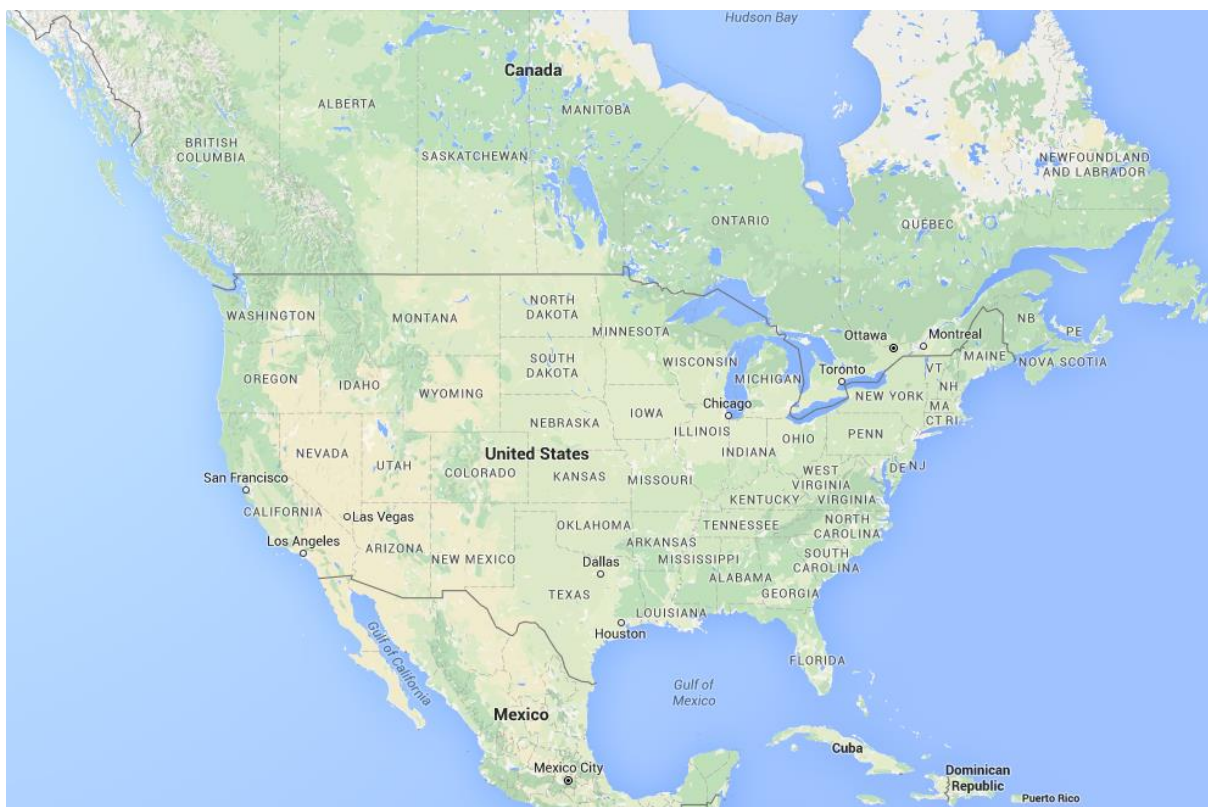 Hudson Bay
Canada
ALBERTA
MANITOBA
BRITISH
COLUMBIA
SASKATCHEWAN
NEWFOUNDLAND
AND LABRADOR
ONTARIO
QUÉBEC
WASHINGTON
MONTANA
NORTH
DAKOTA
MINNESOTA
NB
PE
Ottawa
Montreal
MAINE
NOVA SCOTIA
SOUTH
DAKOTA
WISCONSIN
MICHIGAN
Toronto
VT
NH
OREGON
IDAHO
WYOMING
NEW YORK
MA
CT RI
Chicago
IOWA
NEBRASKA
ILLINOIS
INDIANA
OHIO
PENN
NEVADA
UTAH
COLORADO
United States
KANSAS
MISSOURI
WEST
VIRGINIA
DE NJ
San Francisco
KENTUCKY
VIRGINIA
CALIFORNIA
Las Vegas
OKLAHOMA
TENNESSEE
NORTH
CAROLINA
Los Angeles
ARIZONA
NEW MEXICO
ARKANSAS
MISSISSIPPI
SOUTH
CAROLINA
Dallas
ALABAMA
GEORGIA
TEXAS
LOUISIANA
Houston
Gulf of California
FLORIDA
Gulf of
Mexico
Mexico
Mexico City
Cuba
Dominican
Republic
Puerto Rico